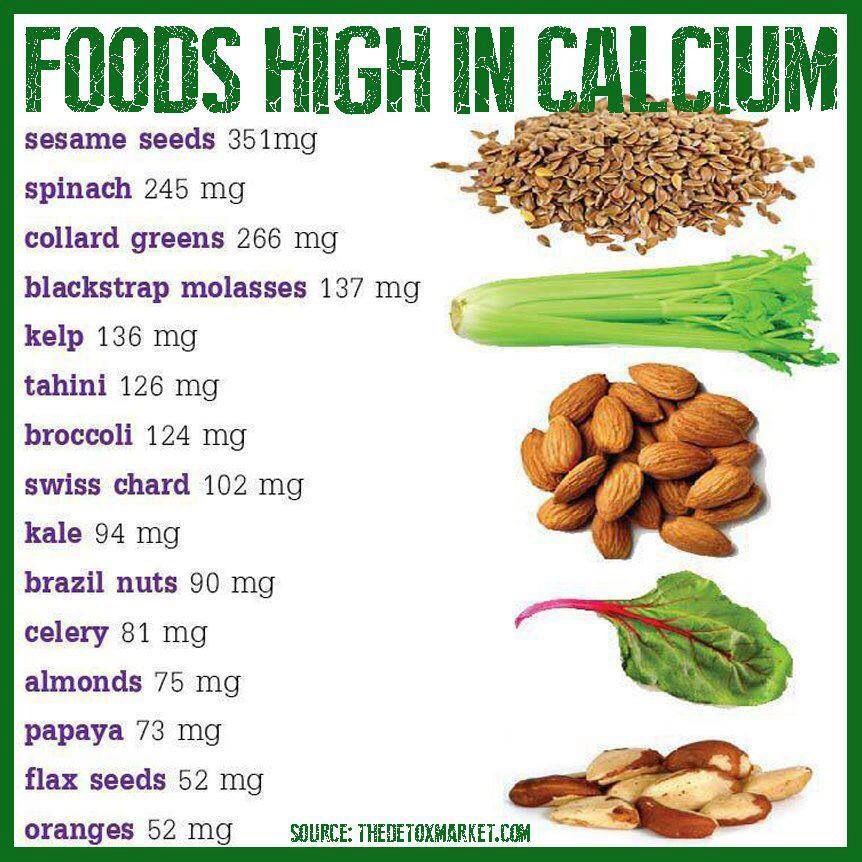 FOODS HIGH IN CALCIUM
sesame seeds 351mg
spinach 245 mg
collard greens 266 mg
blackstrap molasses 137 mg
kelp 136 mg
tahini 126 mg
broccoli 124 mg
swiss chard 102 mg
kale 94 mg
brazil nuts 90 mg
celery 81 mg
almonds 75 mg
papaya 73 mg
flax seeds 52 mg
oranges 52 mg
SOURCE: THEDETOXMARKET.COM